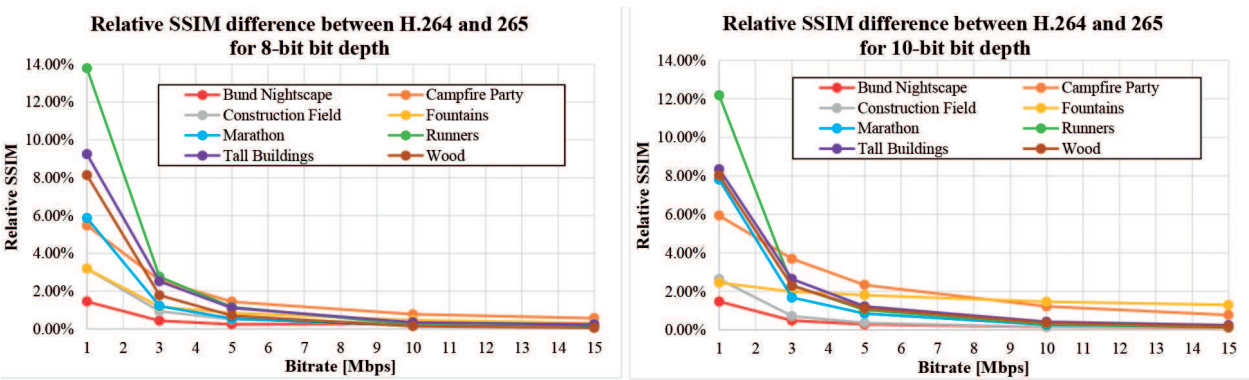 Relative SSIM difference between H.264 and 265
for 8-bit bit depth
14.00%
12.00%
10.00%
8.00%
6.00%
4.00%
2.00%
0.00%
Relative SSIM
Bund Nightscape Campfire Party
Construction Field Fountains
Marathon Runners
Tall Buildings Wood
1 2 3 4 5 6 7 8 9 10 11 12 13 14 15
Bitrate [Mbps]
Relative SSIM difference between H.264 and 265
for 10-bit bit depth
14.00%
12.00%
10.00%
8.00%
6.00%
4.00%
2.00%
0.00%
Relative SSIM
Bund Nightscape Campfire Party
Construction Field Fountains
Marathon Runners
Tall Buildings Wood
1 2 3 4 5 6 7 8 9 10 11 12 13 14 15
Bitrate [Mbps]